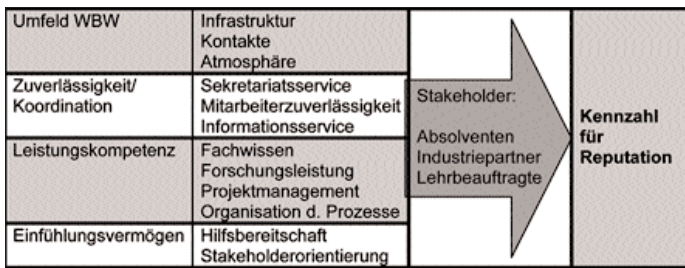 Umfeld WBW
Infrastruktur
Kontakte
Atmosphäre
Zuverlässigkeit/
Koordination
Sekretariatsservice
Mitarbeiterzuverlässigkeit
Informationsservice
Leistungskompetenz
Fachwissen
Forschungsleistung
Projektmanagement
Organisation d. Prozesse
Einfühlungsvermögen
Hilfsbereitschaft
Stakeholderorientierung
Stakeholder:
Absolventen
Industriepartner
Lehrbeauftragte
Kennzahl
für
Reputation